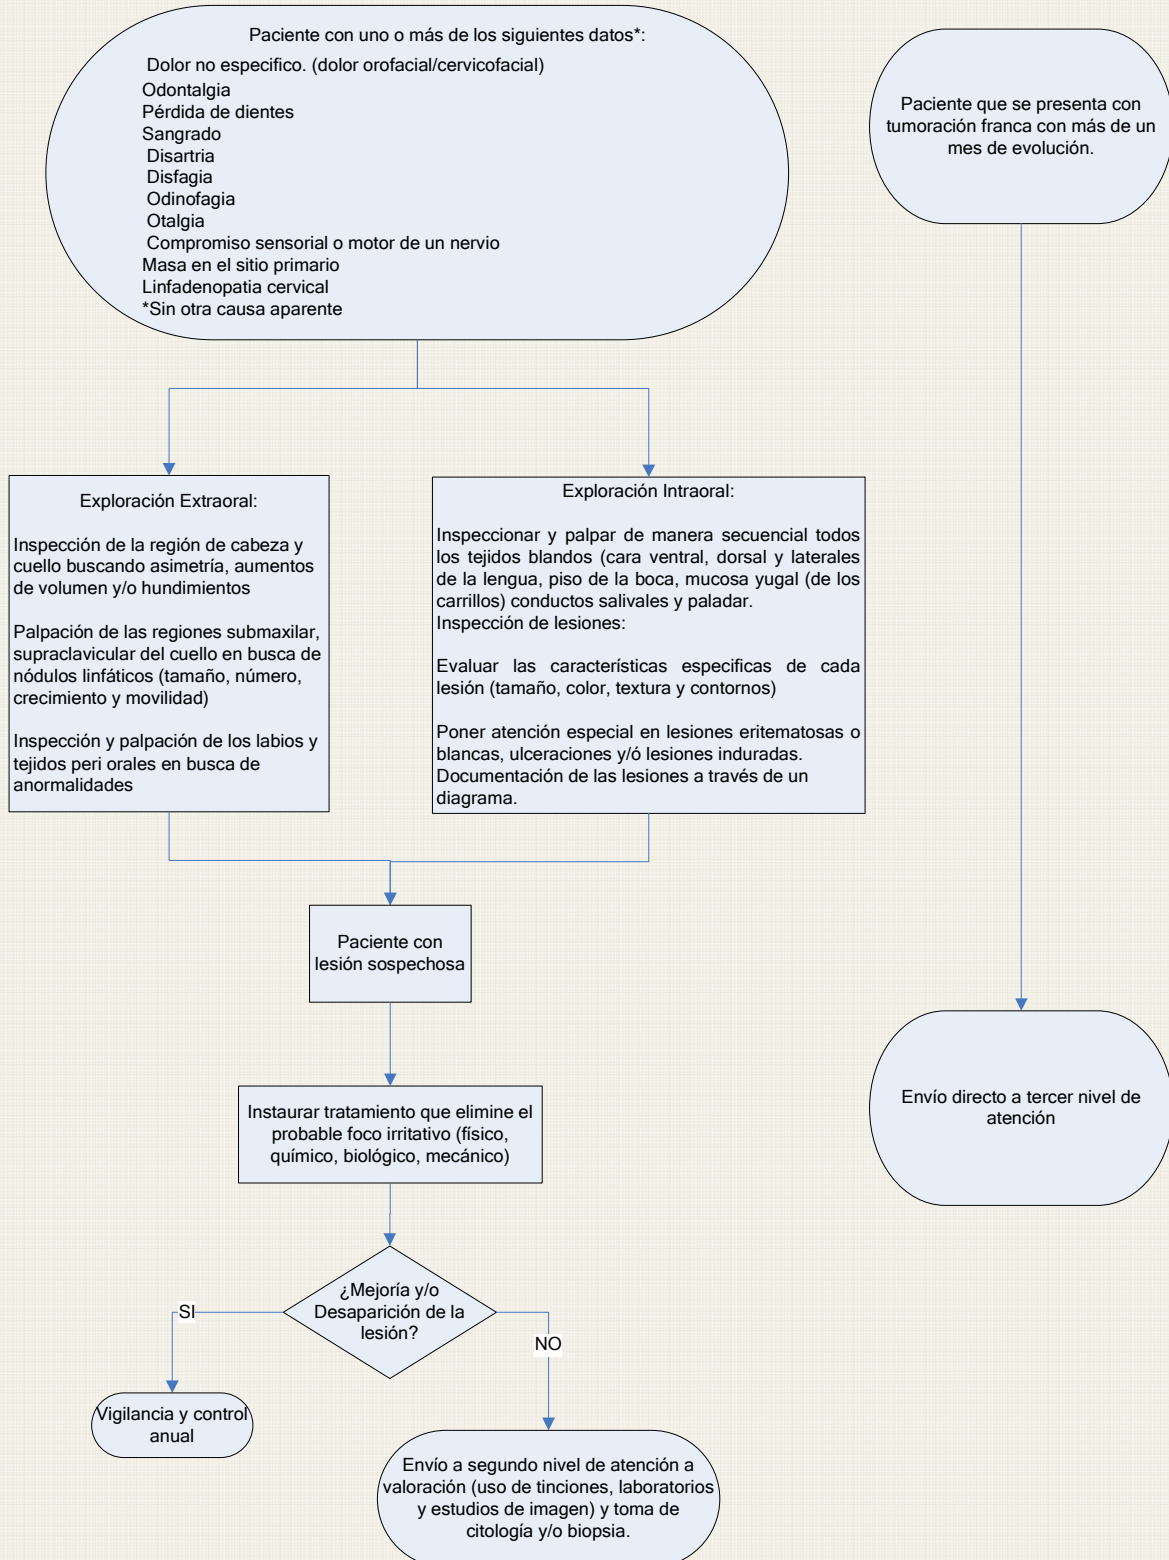 Paciente con uno o más de los siguientes datos*:
Dolor no especifico. (dolor orofacial/cervicofacial)
Odontalgia
Pérdida de dientes
Sangrado
Disartria
Disfagia
Odinofagia
Otalgia
Compromiso sensorial o motor de un nervio
Masa en el sitio primario
Linfadenopatia cervical
*Sin otra causa aparente
Paciente que se presenta con
tumoración franca con más de un
mes de evolución.
Exploración Extraoral:
Inspección de la región de cabeza y
cuello buscando asimetría, aumentos
de volumen y/o hundimientos
Palpación de las regiones submaxilar,
supraclavicular del cuello en busca de
nódulos linfáticos (tamaño, número,
crecimiento y movilidad)
Inspección y palpación de los labios y
tejidos peri orales en busca de
anormalidades
Exploración Intraoral:
Inspeccionar y palpar de manera secuencial todos
los tejidos blandos (cara ventral, dorsal y laterales
de la lengua, piso de la boca, mucosa yugal (de los
carrillos) conductos salivales y paladar.
Inspección de lesiones:
Evaluar las características especificas de cada
lesión (tamaño, color, textura y contornos)
Poner atención especial en lesiones eritematosas o
blancas, ulceraciones y/ó lesiones induradas.
Documentación de las lesiones a través de un
diagrama.
Paciente con
lesión sospechosa
Envío directo a tercer nivel de
atención
Instaurar tratamiento que elimine el
probable foco irritativo (físico,
químico, biológico, mecánico)
¿Mejoría y/o
Desaparición de la
lesión?
SI
NO
Vigilancia y control
anual
Envío a segundo nivel de atención a
valoración (uso de tinciones, laboratorios
y estudios de imagen) y toma de
citología y/o biopsia.